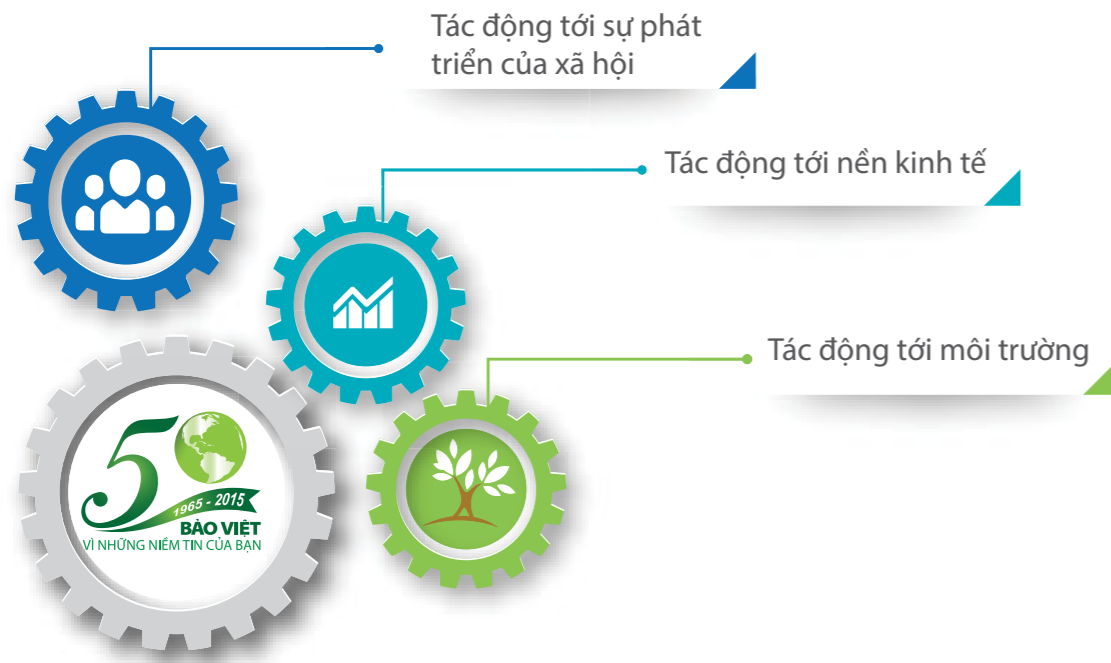 Tác động tới sự phát
triển của xã hội
Tác động tới nền kinh tế
Tác động tới môi trường
50
1965 - 2015
BẢO VIỆT
VÌ NHỮNG NIỀM TIN CỦA BẠN